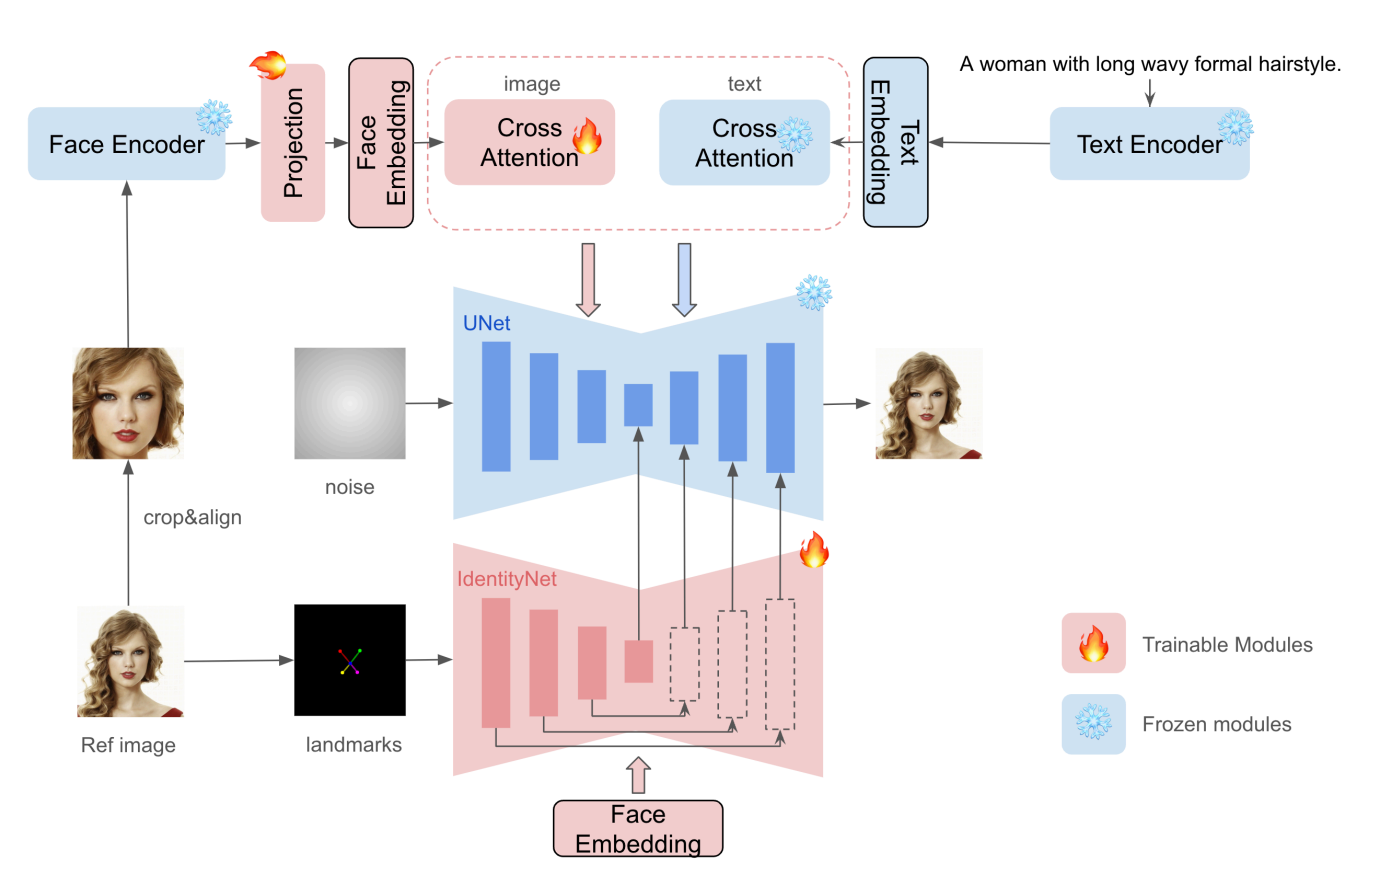 A woman with long wavy formal hairstyle.
Face Encoder
Projection
Face
Embedding
image
Cross
Attention
text
Cross
Attention
Text
Embedding
Text Encoder
UNet
noise
crop&align
IdentityNet
Ref image
landmarks
Face
Embedding
Trainable Modules
Frozen modules